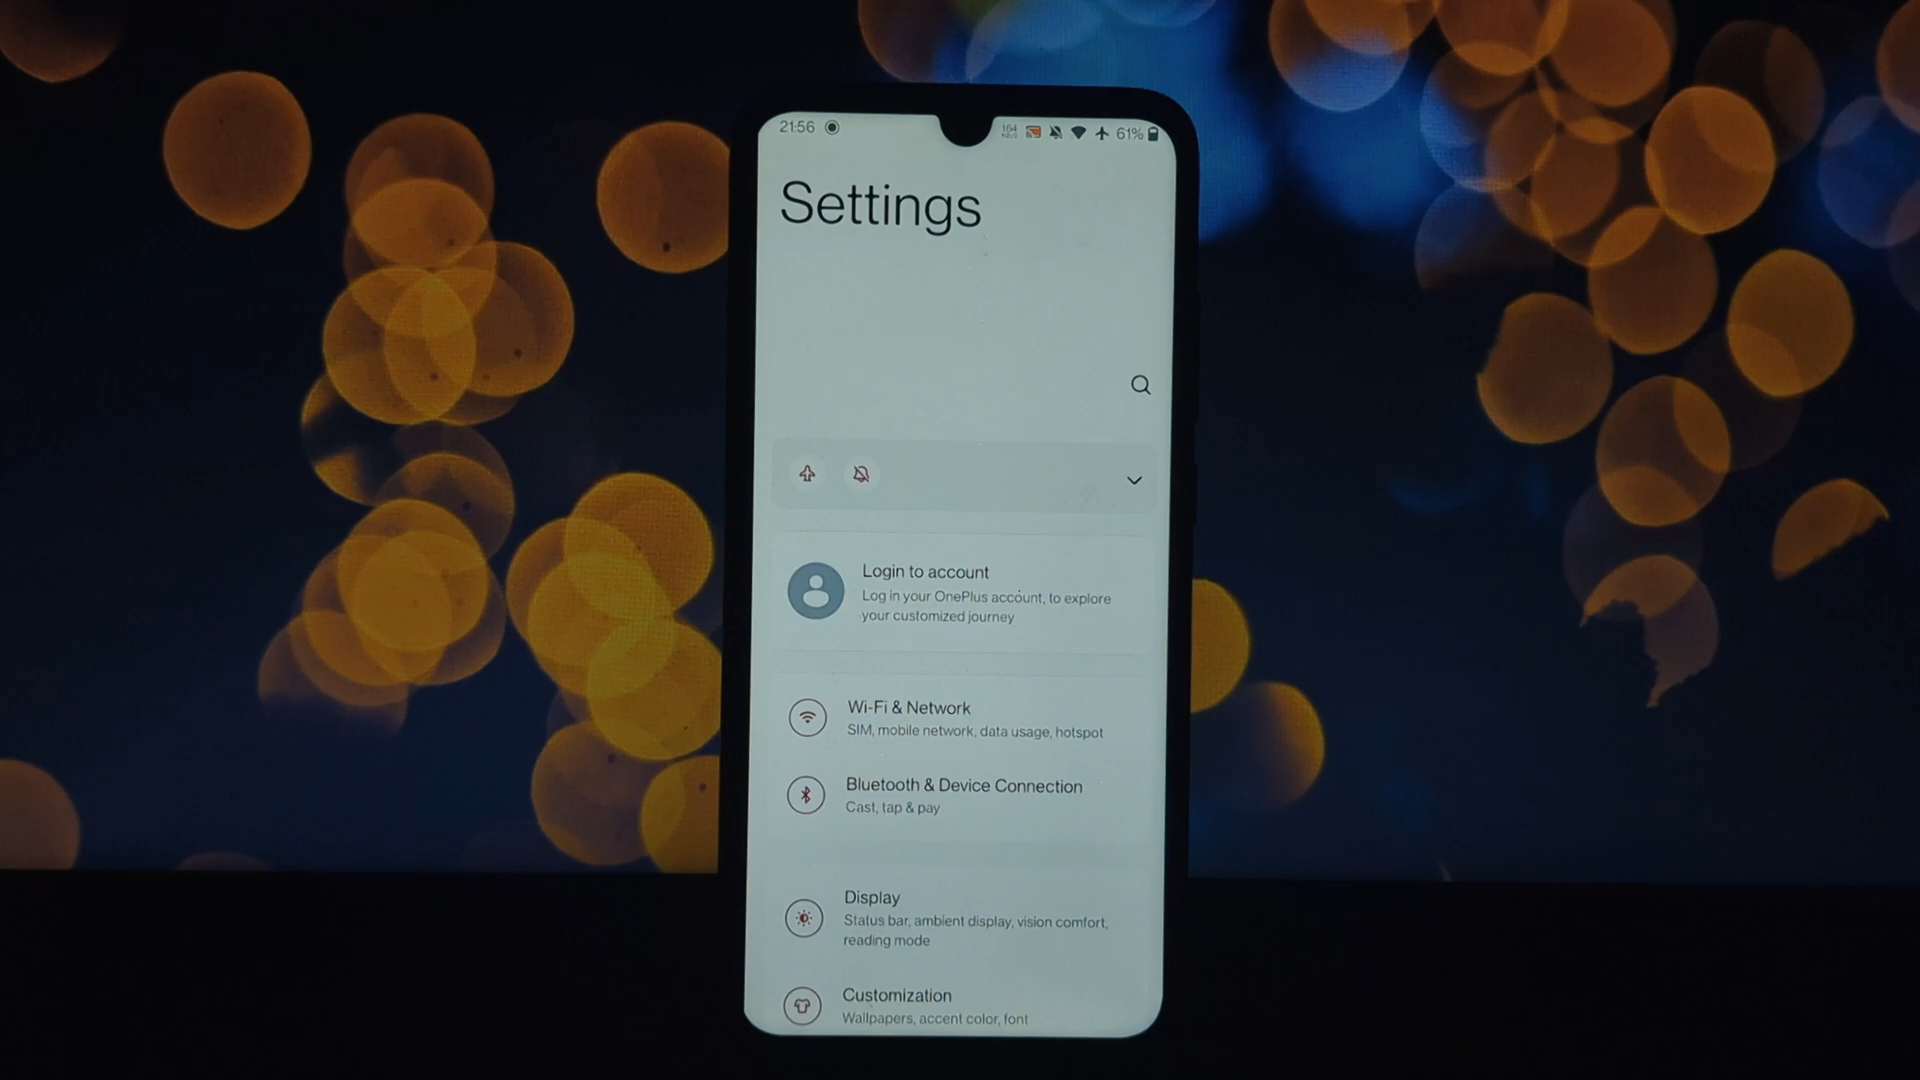 21:56
61%
Settings
Login to account
Log in your OnePlus account, to explore
your customized journey
Wi-Fi & Network
SIM, mobile network, data usage, hotspot
Bluetooth & Device Connection
Cast, tap & pay
Display
Status bar, ambient display, vision comfort,
reading mode
Customization
Wallpapers, accent color, font